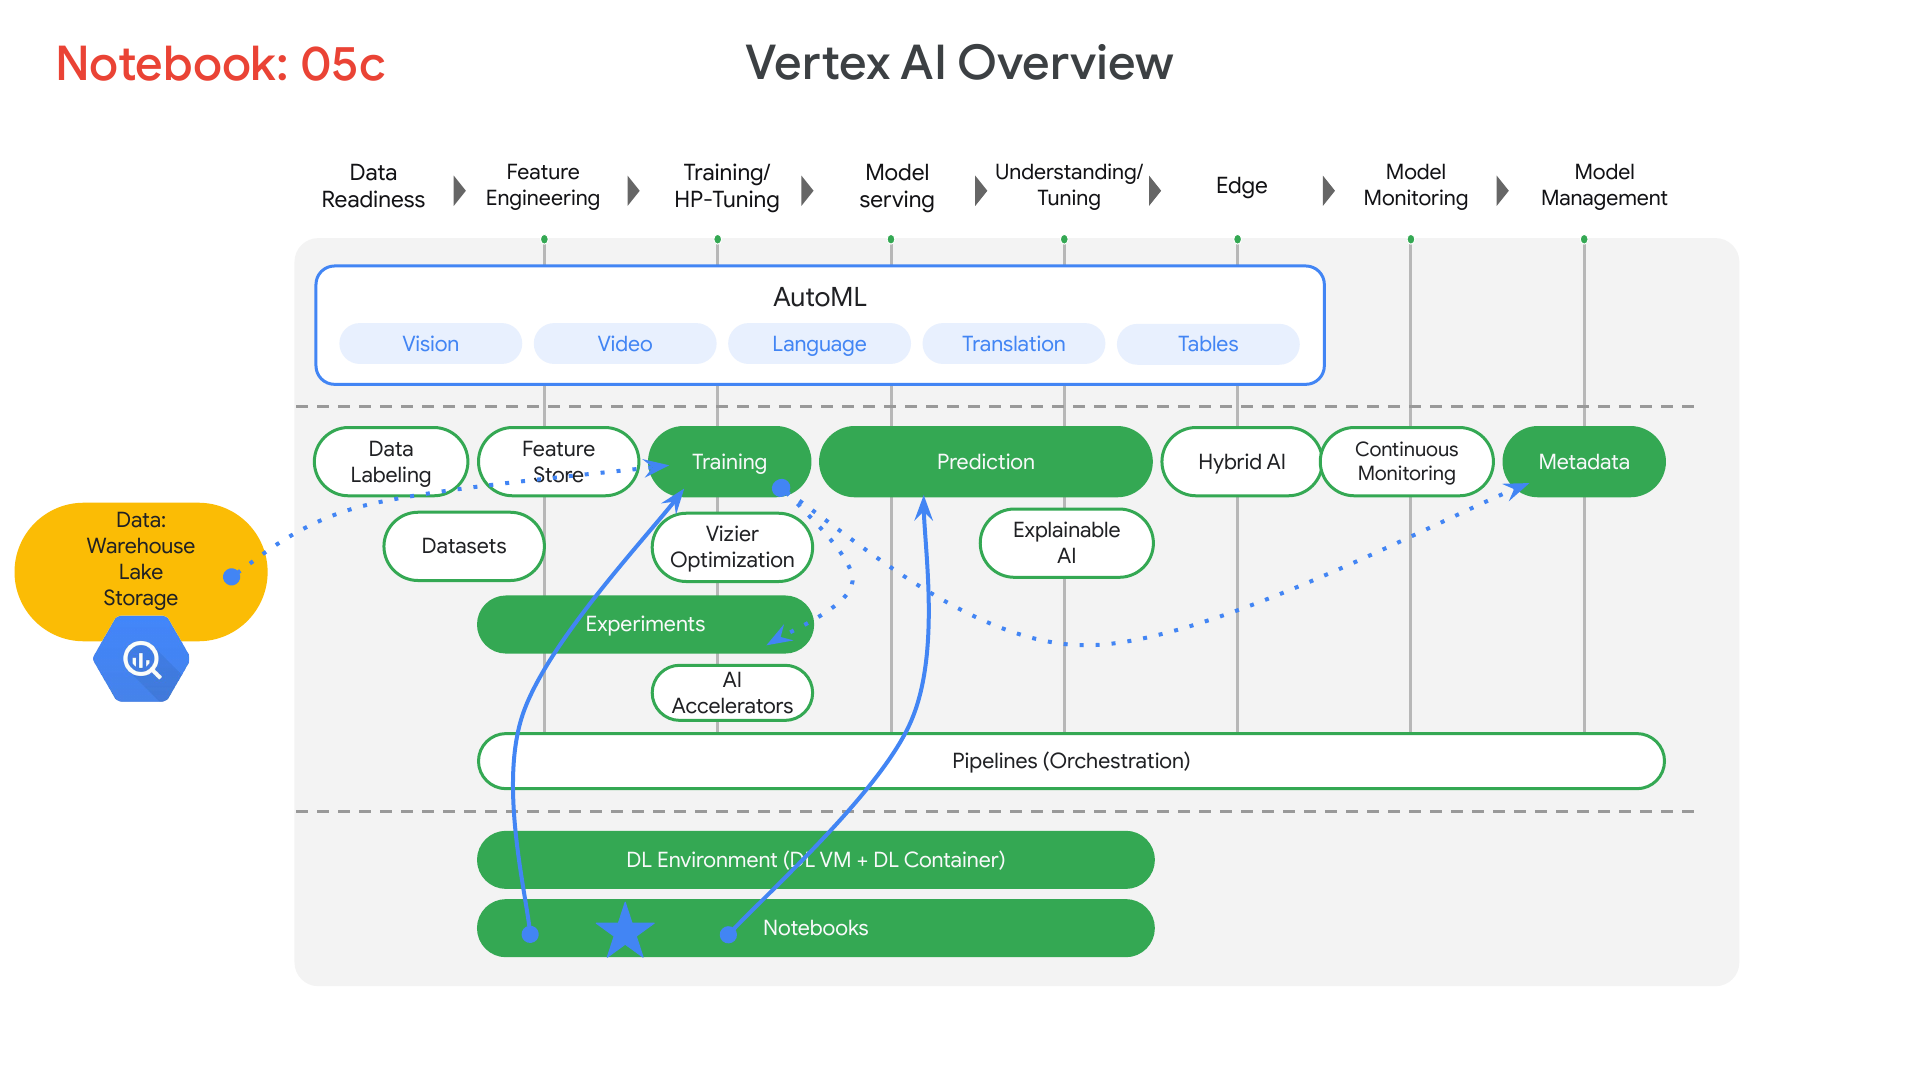 Notebook: 05c
Vertex AI Overview
Data
Readiness
Feature
Engineering
Training/
HP-Tuning
Model
serving
Understanding/
Tuning
Edge
Model
Monitoring
Model
Management
AutoML
Vision
Video
Language
Translation
Tables
Data
Labeling
Feature
Store
Training
Prediction
Hybrid AI
Continuous
Monitoring
Metadata
Data:
Warehouse
Lake
Storage
Datasets
Vizier
Optimization
Explainable
AI
Experiments
AI
Accelerators
Pipelines (Orchestration)
DL Environment (DL VM + DL Container)
Notebooks